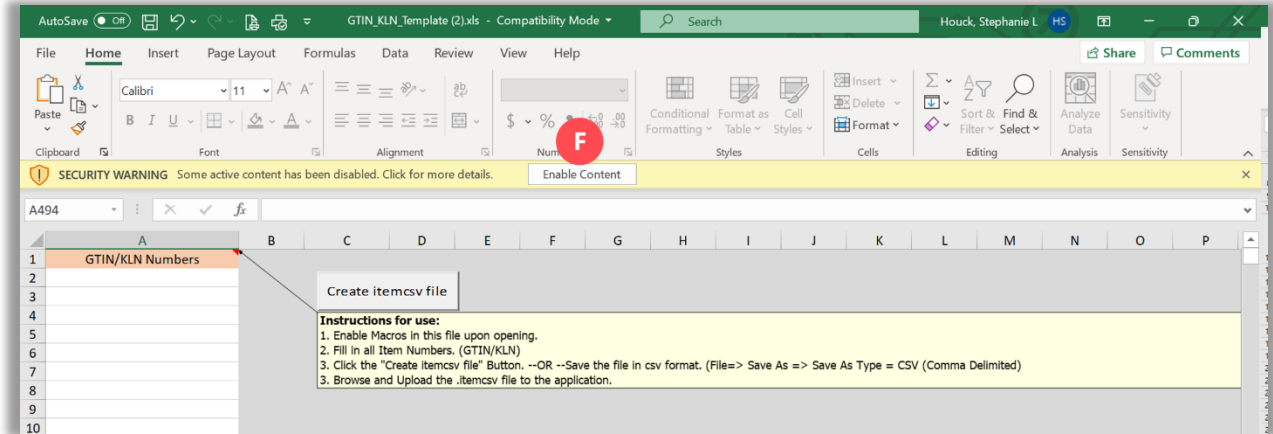 AutoSave Off GTIN_KLN_Template (2).xls - Compatibility Mode Search Houck, Stephanie L HS
File Home Insert Page Layout Formulas Data Review View Help Share Comments
Paste
Calibri 11 A^ A˅
B I U A
ab
$ % .00 →.0
Conditional Formatting Format as Table Cell Styles
Insert
Delete
Format
Sort & Filter Find & Select
Analyze Data
Sensitivity
Clipboard Font Alignment Num Styles Cells Editing Analysis Sensitivity
F
SECURITY WARNING Some active content has been disabled. Click for more details. Enable Content
A494 fx
A B C D E F G H I J K L M N O P
1 GTIN/KLN Numbers
2
3
4
5
6
7
8
9
10
Create itemcsv file
Instructions for use:
1. Enable Macros in this file upon opening.
2. Fill in all Item Numbers. (GTIN/KLN)
3. Click the "Create itemcsv file" Button. --OR --Save the file in csv format. (File=> Save As => Save As Type = CSV (Comma Delimited)
3. Browse and Upload the .itemcsv file to the application.